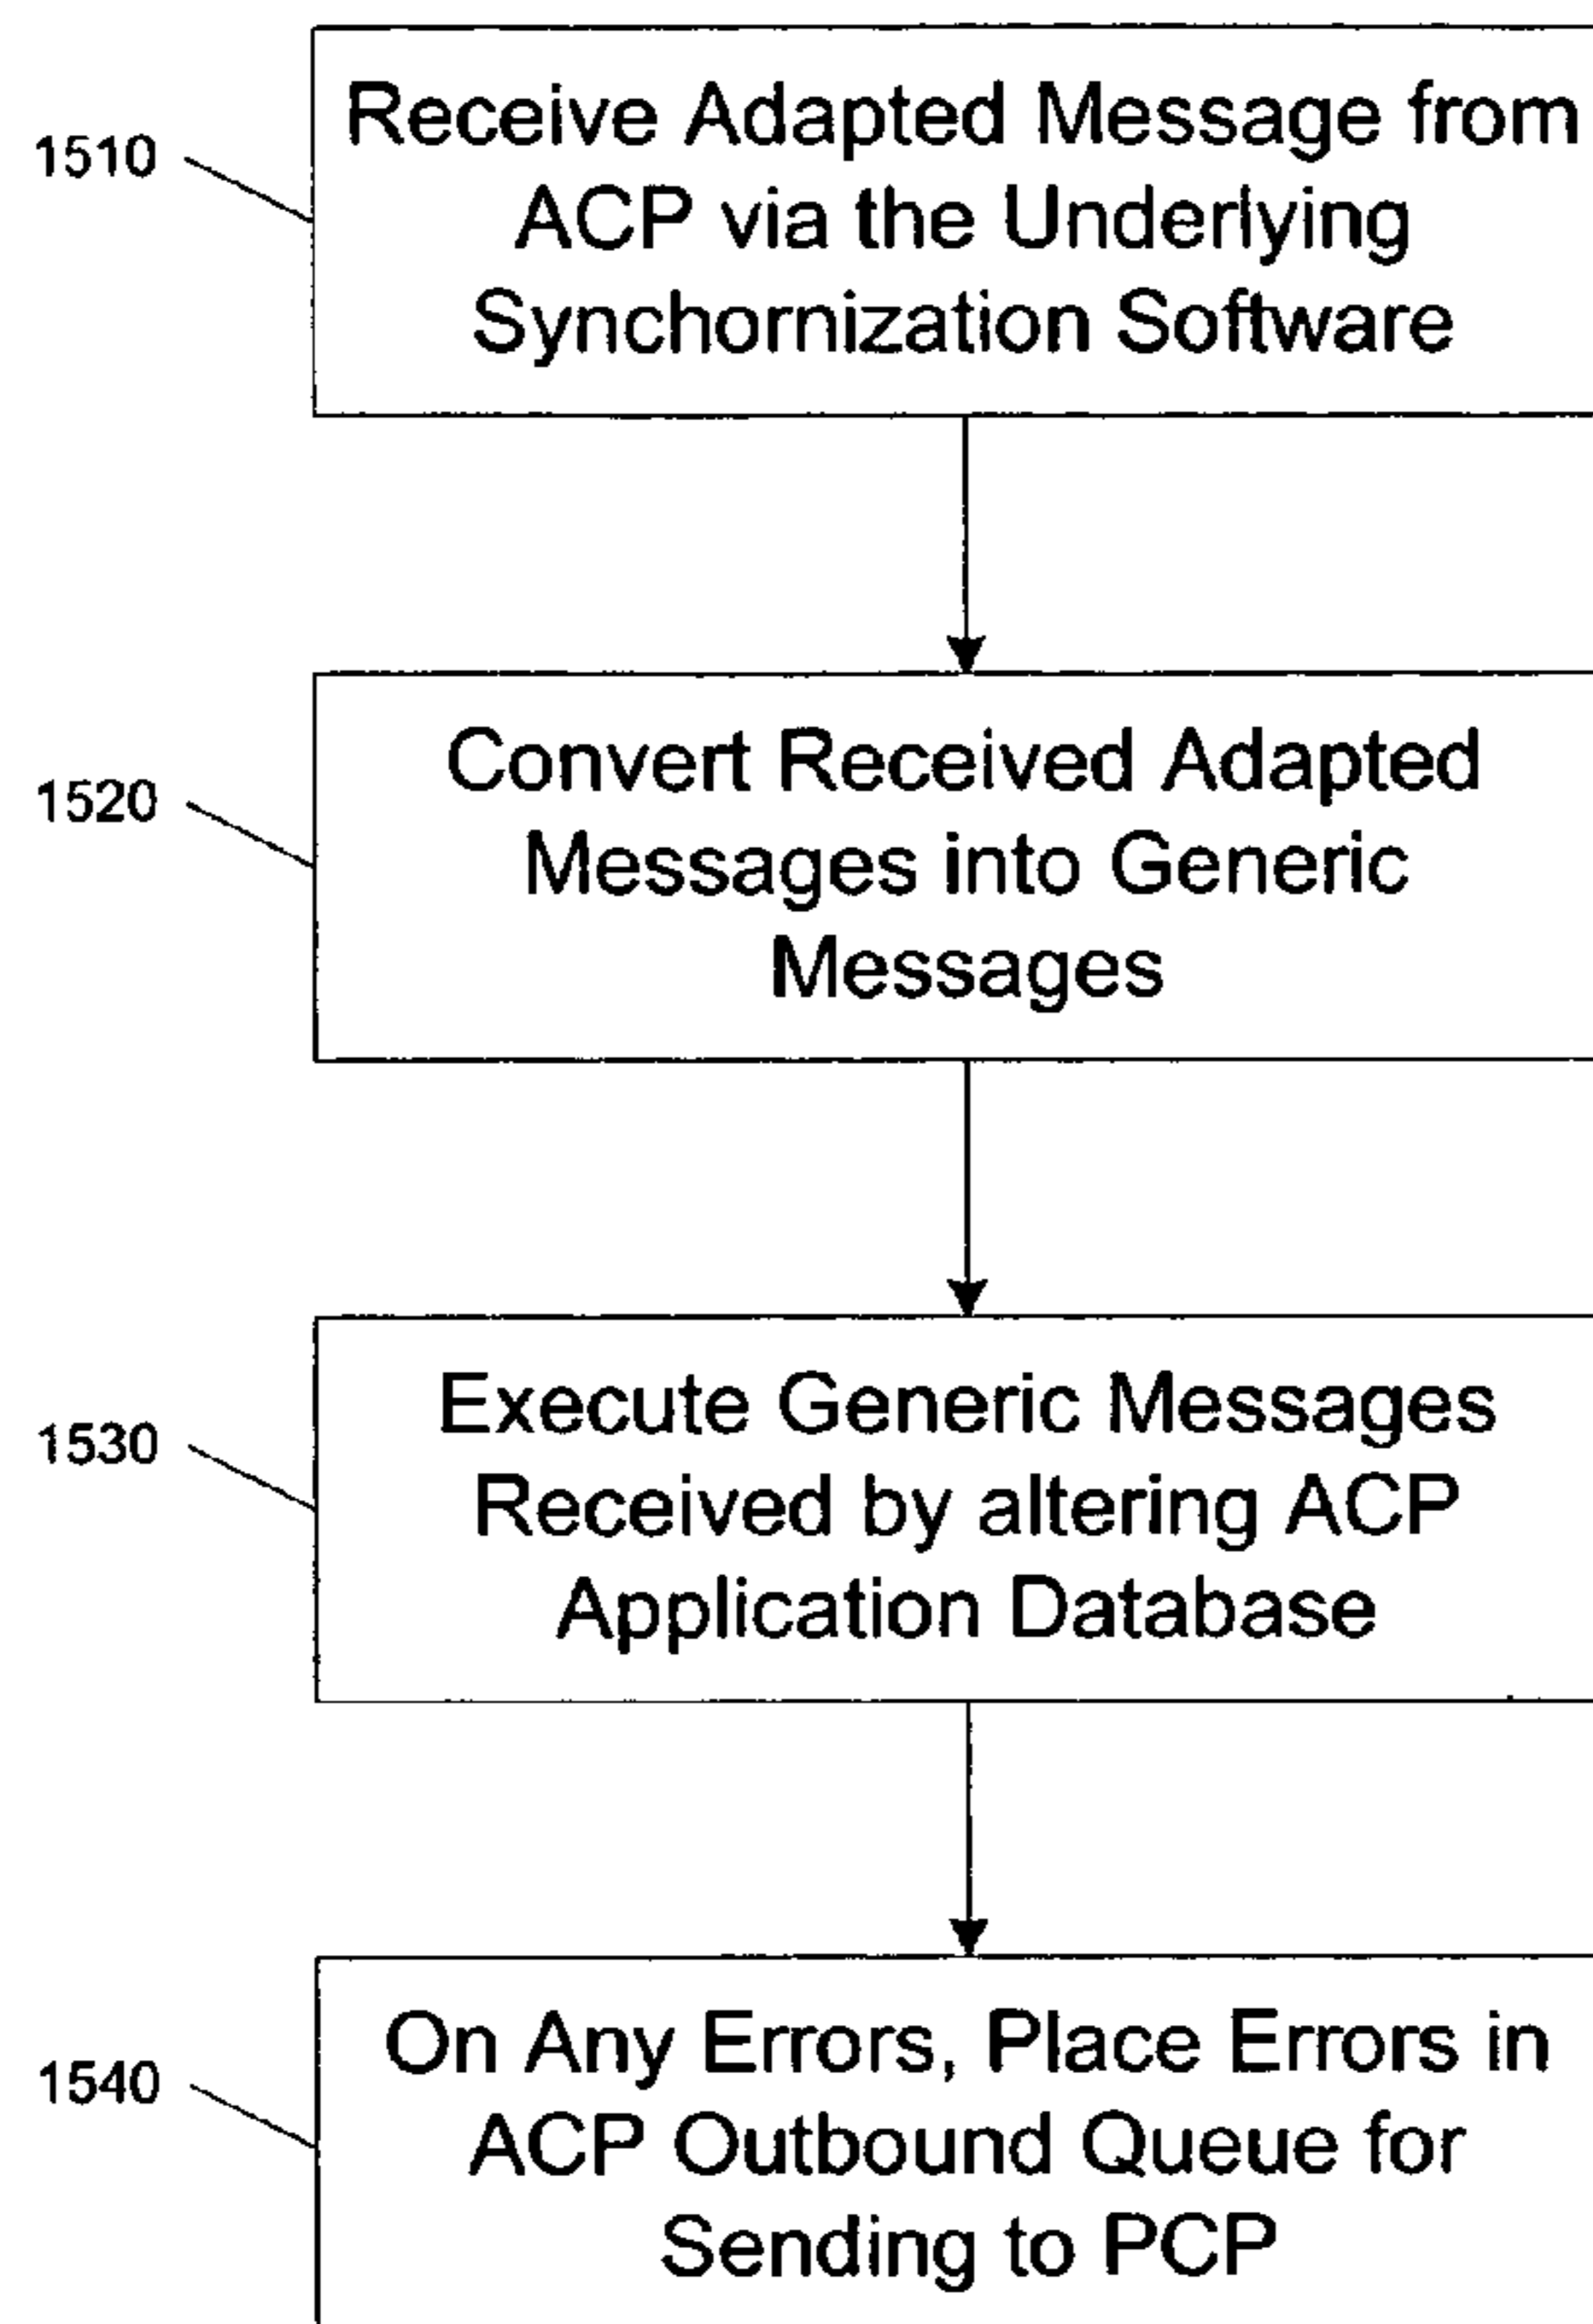 Receive Adapted Message from
1510
ACP via the Underlying
Synchornization Software
Convert Received Adapted
1520
Messages into Generic
Messages
Execute Generic Messages
1530
Received by altering ACP
Application Database
On Any Errors, Place Errors in
1540
ACP Outbound Queue for
Sending to PCP